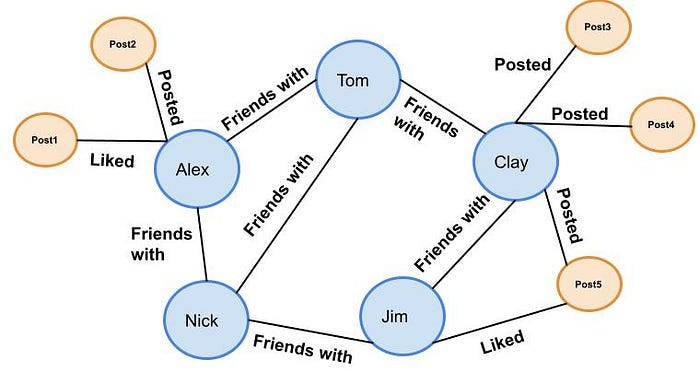 Post3
Post2
Posted
Posted
Friends with
Tom
Friends
with
Posted
Post4
Post1
Liked
Alex
Clay
Friends with
Friends with
Posted
Friends
with
Post5
Nick
Jim
Friends with
Liked